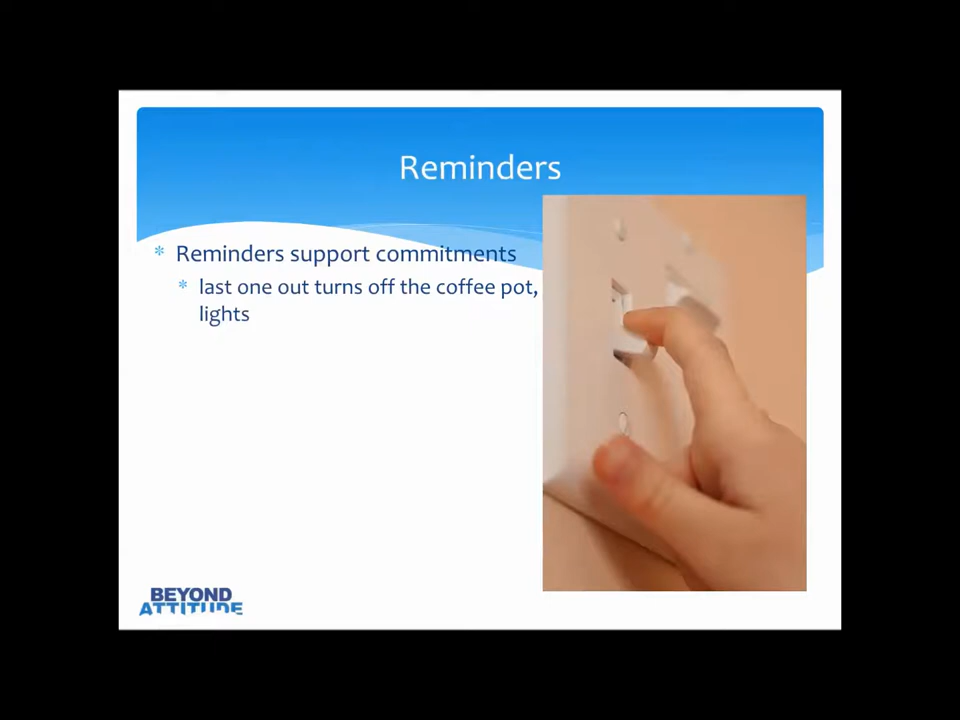 Reminders
* Reminders support commitments
* last one out turns off the coffee pot,
lights
BEYOND
ATTITUDE